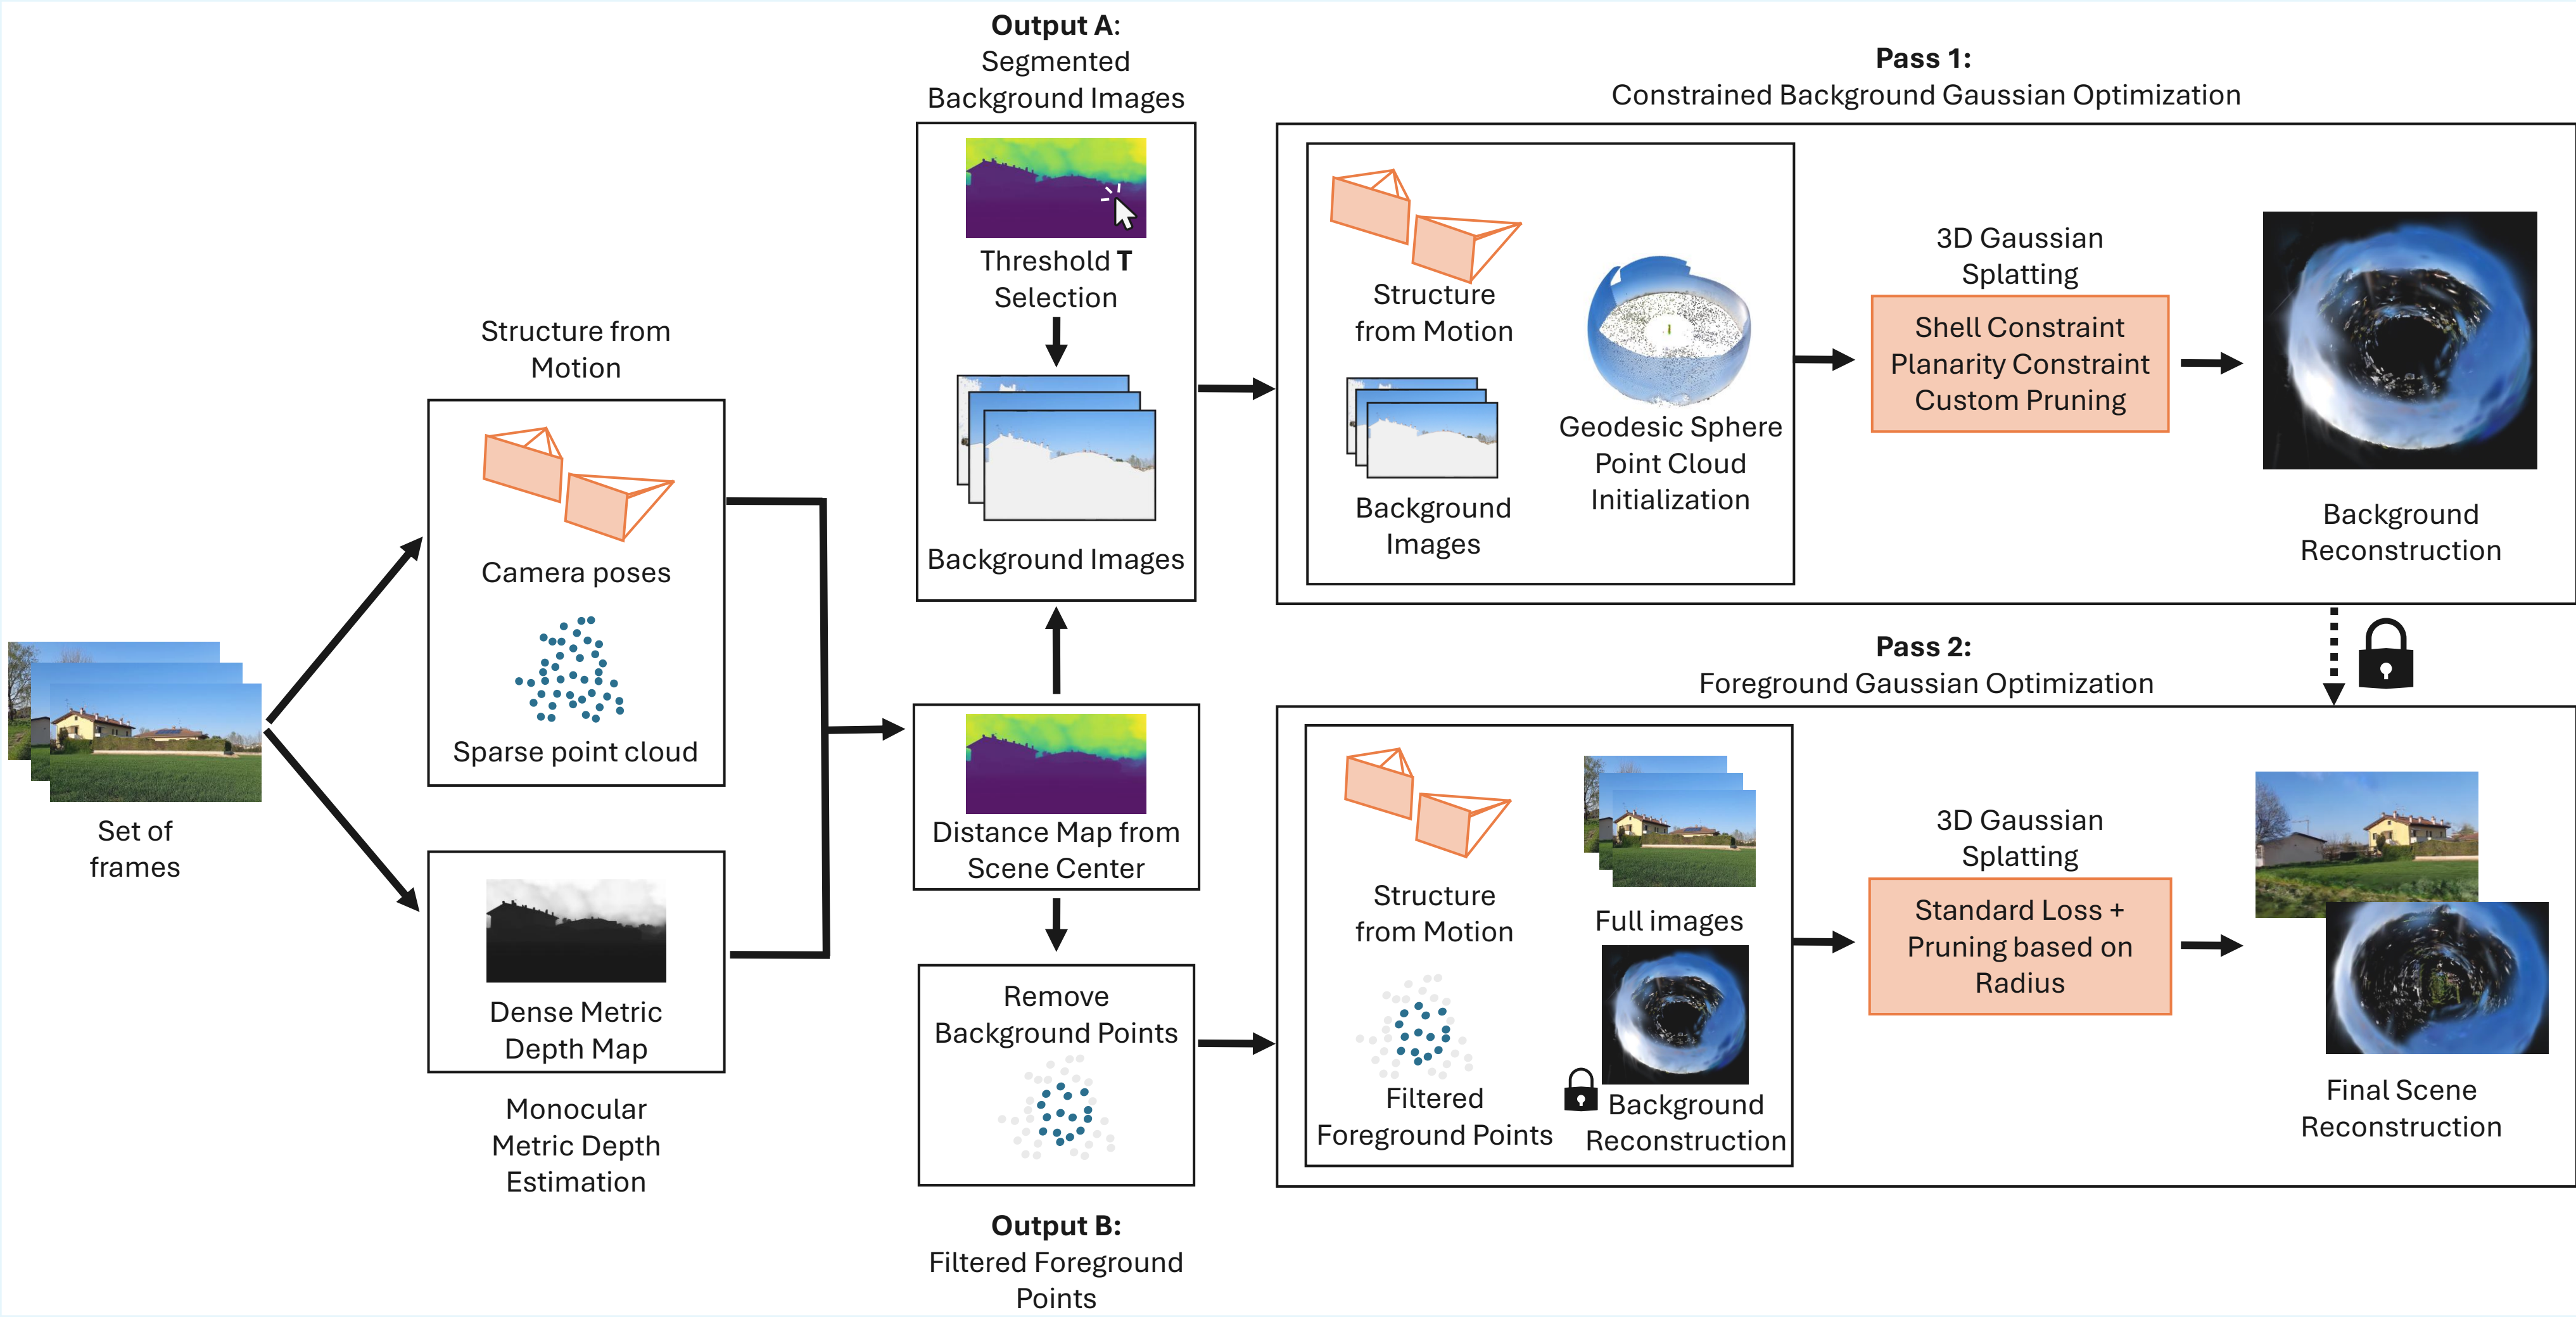 Set of
frames
Structure from
Motion
Camera poses
Sparse point cloud
Dense Metric
Depth Map
Monocular
Metric Depth
Estimation
Output A:
Segmented
Background Images
Threshold T
Selection
Background Images
Distance Map from
Scene Center
Remove
Background Points
Output B:
Filtered Foreground
Points
Pass 1:
Constrained Background Gaussian Optimization
Structure
from Motion
Background
Images
Geodesic Sphere
Point Cloud
Initialization
3D Gaussian
Splatting
Shell Constraint
Planarity Constraint
Custom Pruning
Background
Reconstruction
Pass 2:
Foreground Gaussian Optimization
Structure
from Motion
Full images
Filtered
Foreground Points
Background
Reconstruction
3D Gaussian
Splatting
Standard Loss +
Pruning based on
Radius
Final Scene
Reconstruction